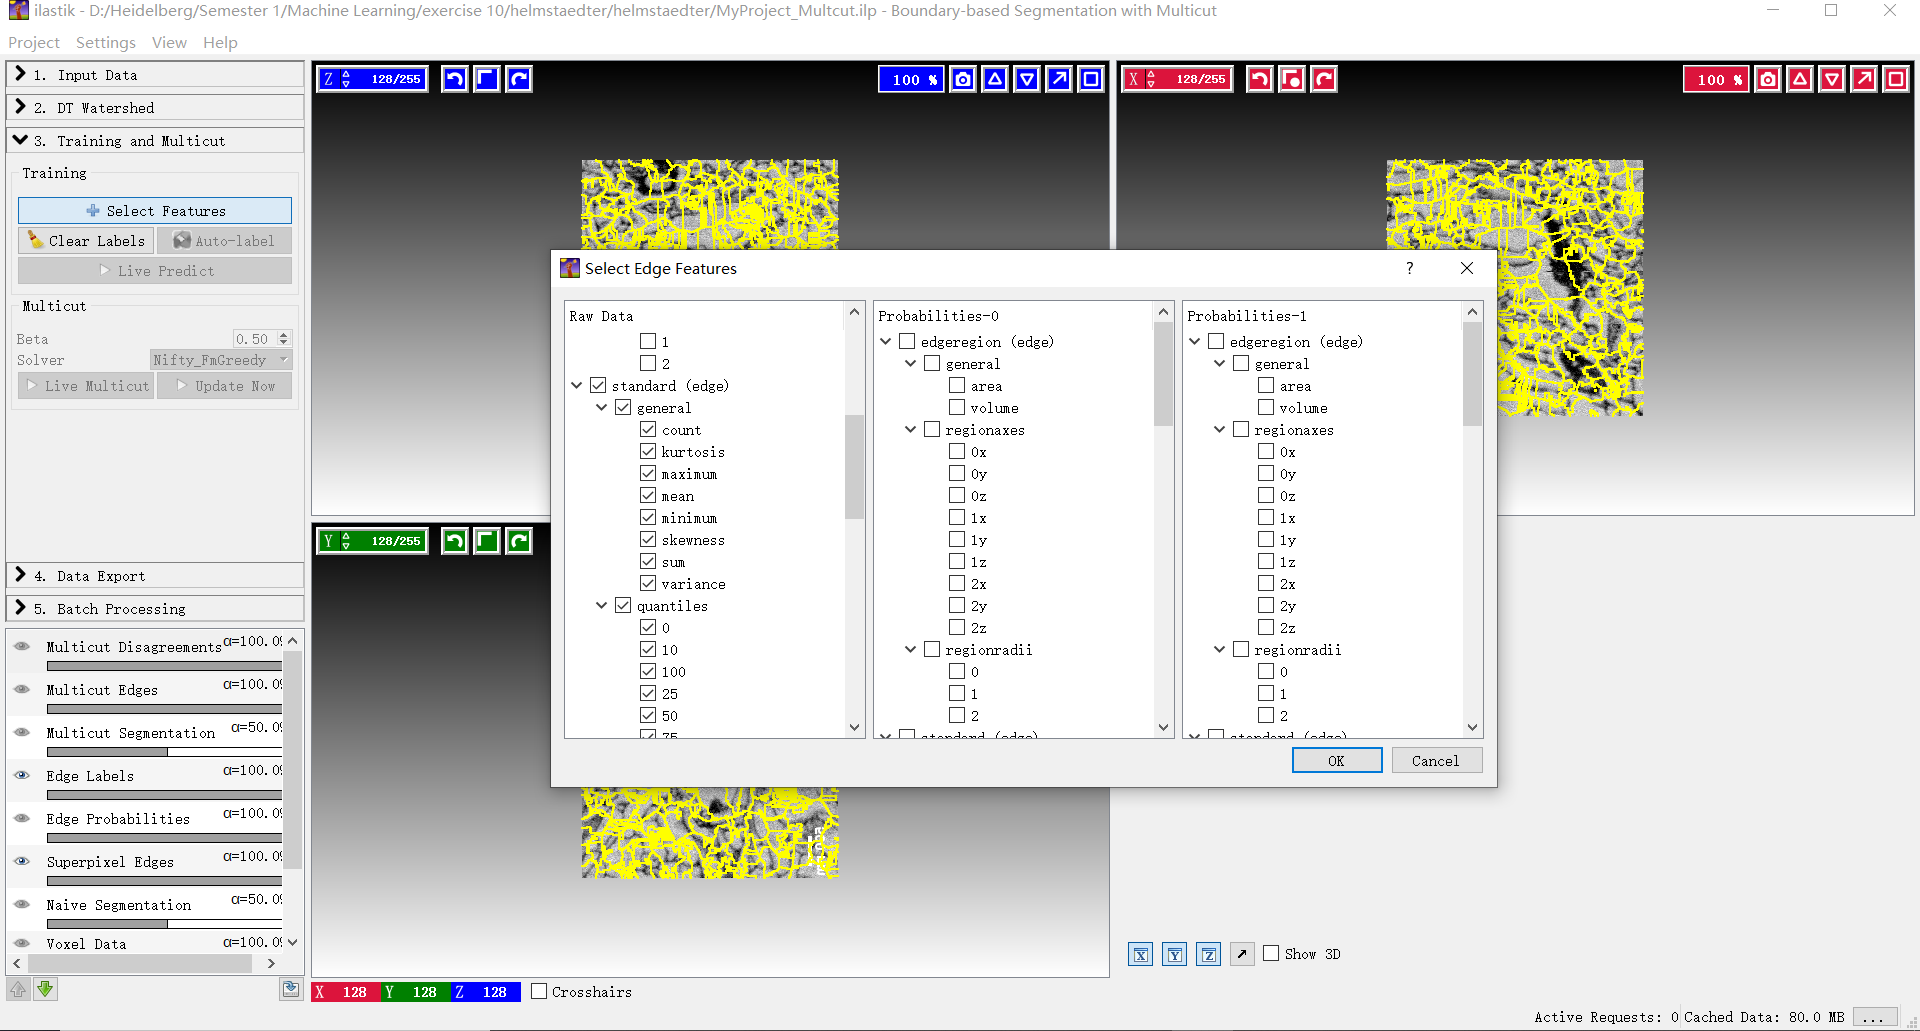 ilastik - D:/Heidelberg/Semester 1/Machine Learning/exercise 10/helmstaedter/helmstaedter/MyProject_Multcut.ilp - Boundary-based Segmentation with Multicut
Project Settings View Help
1. Input Data
2. DT Watershed
3. Training and Multicut
Training
Select Features
Clear Labels
Auto-label
Live Predict
Multicut
Beta 0.50
Solver Nifty_FmGreedy
Live Multicut
Update Now
4. Data Export
5. Batch Processing
Multicut Disagreements α=100.0%
Multicut Edges α=100.0%
Multicut Segmentation α=50.0%
Edge Labels α=100.0%
Edge Probabilities α=100.0%
Superpixel Edges α=100.0%
Naive Segmentation α=50.0%
Voxel Data α=100.0%
Z 128/255
100 %
X 128/255
100 %
Y 128/255
Select Edge Features
?
Raw Data
1
2
standard (edge)
general
count
kurtosis
maximum
mean
minimum
skewness
sum
variance
quantiles
0
10
100
25
50
75
Probabilities-0
edgeregion (edge)
general
area
volume
regionaxes
0x
0y
0z
1x
1y
1z
2x
2y
2z
regionradii
0
1
2
standard (edge)
Probabilities-1
edgeregion (edge)
general
area
volume
regionaxes
0x
0y
0z
1x
1y
1z
2x
2y
2z
regionradii
0
1
2
standard (edge)
OK
Cancel
X Y Z
Show 3D
X 128 Y 128 Z 128
Crosshairs
Active Requests: 0 Cached Data: 80.0 MB ...